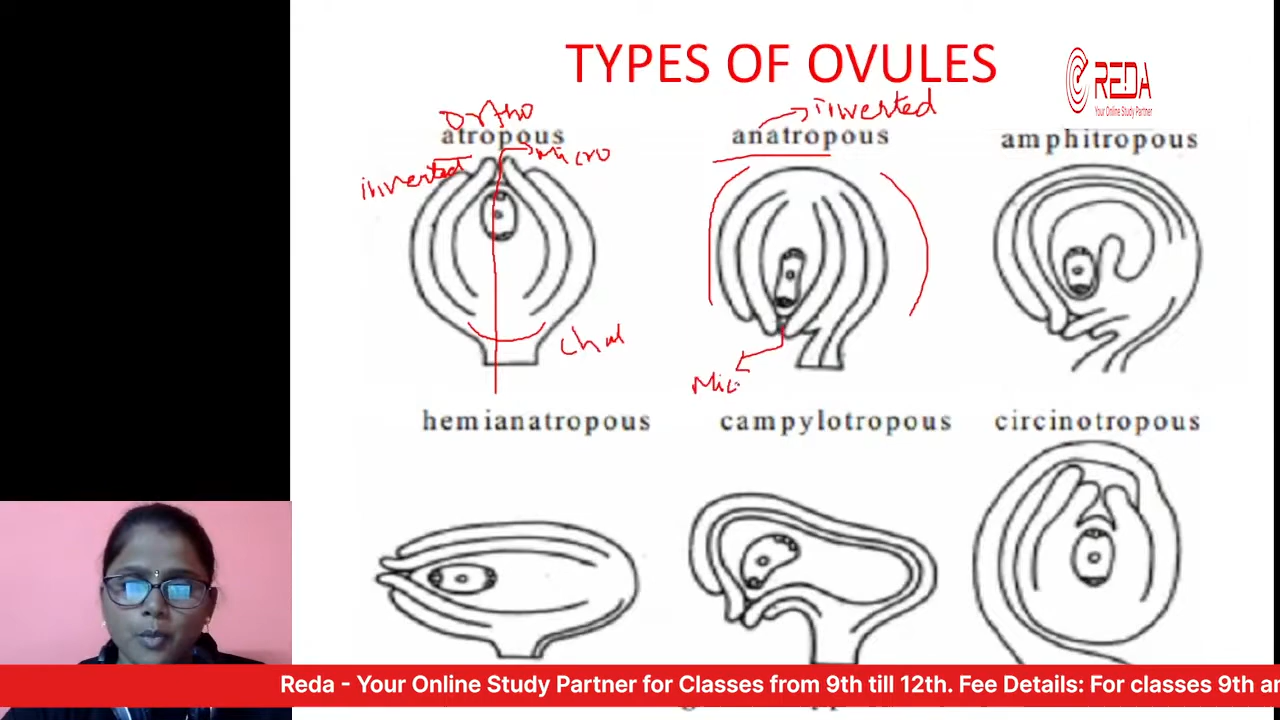 TYPES OF OVULES
REDA
Your Online Study Partner
Ortho
inverted
atropous
anatropous
amphitropous
Micro
inverted
chal
Mic
hemianatropous
campylotropous
circinotropous
Reda - Your Online Study Partner for Classes from 9th till 12th. Fee Details: For classes 9th an